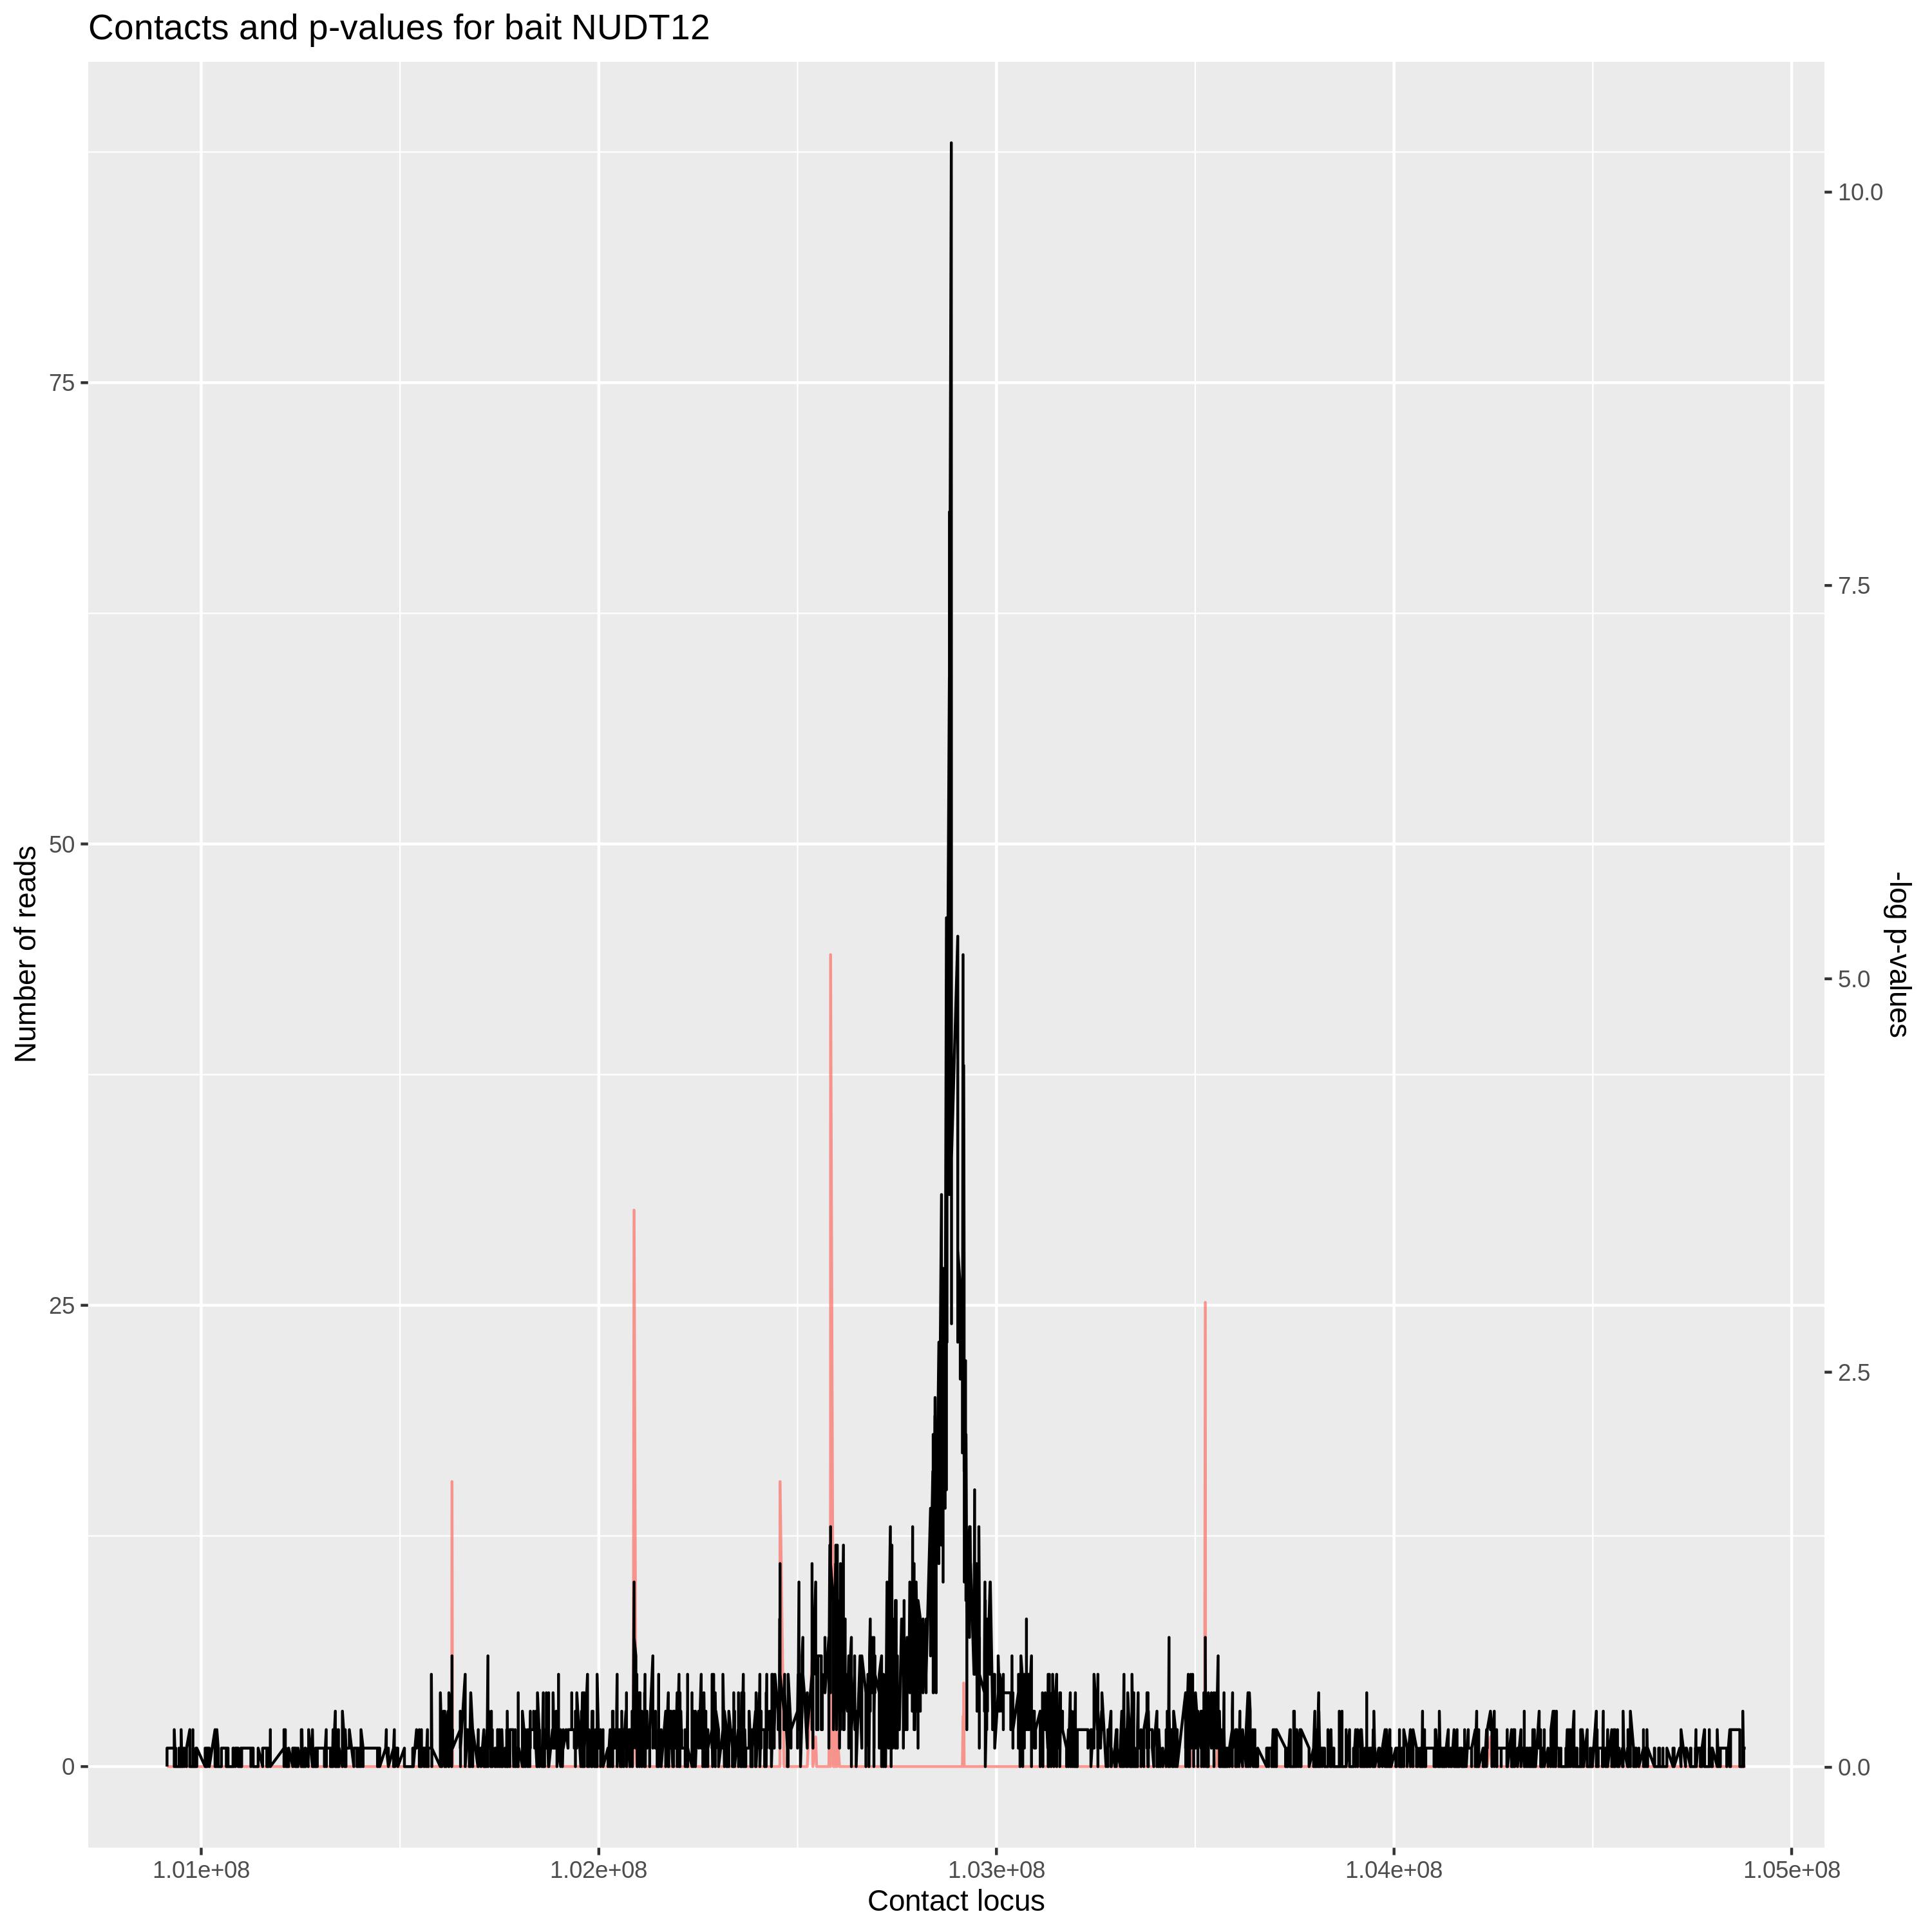 Contacts and p-values for bait NUDT12
Number of reads
75
50
25
0
10.0
7.5
5.0
2.5
0.0
-log p-values
1.01e+08
1.02e+08
1.03e+08
1.04e+08
1.05e+08
Contact locus